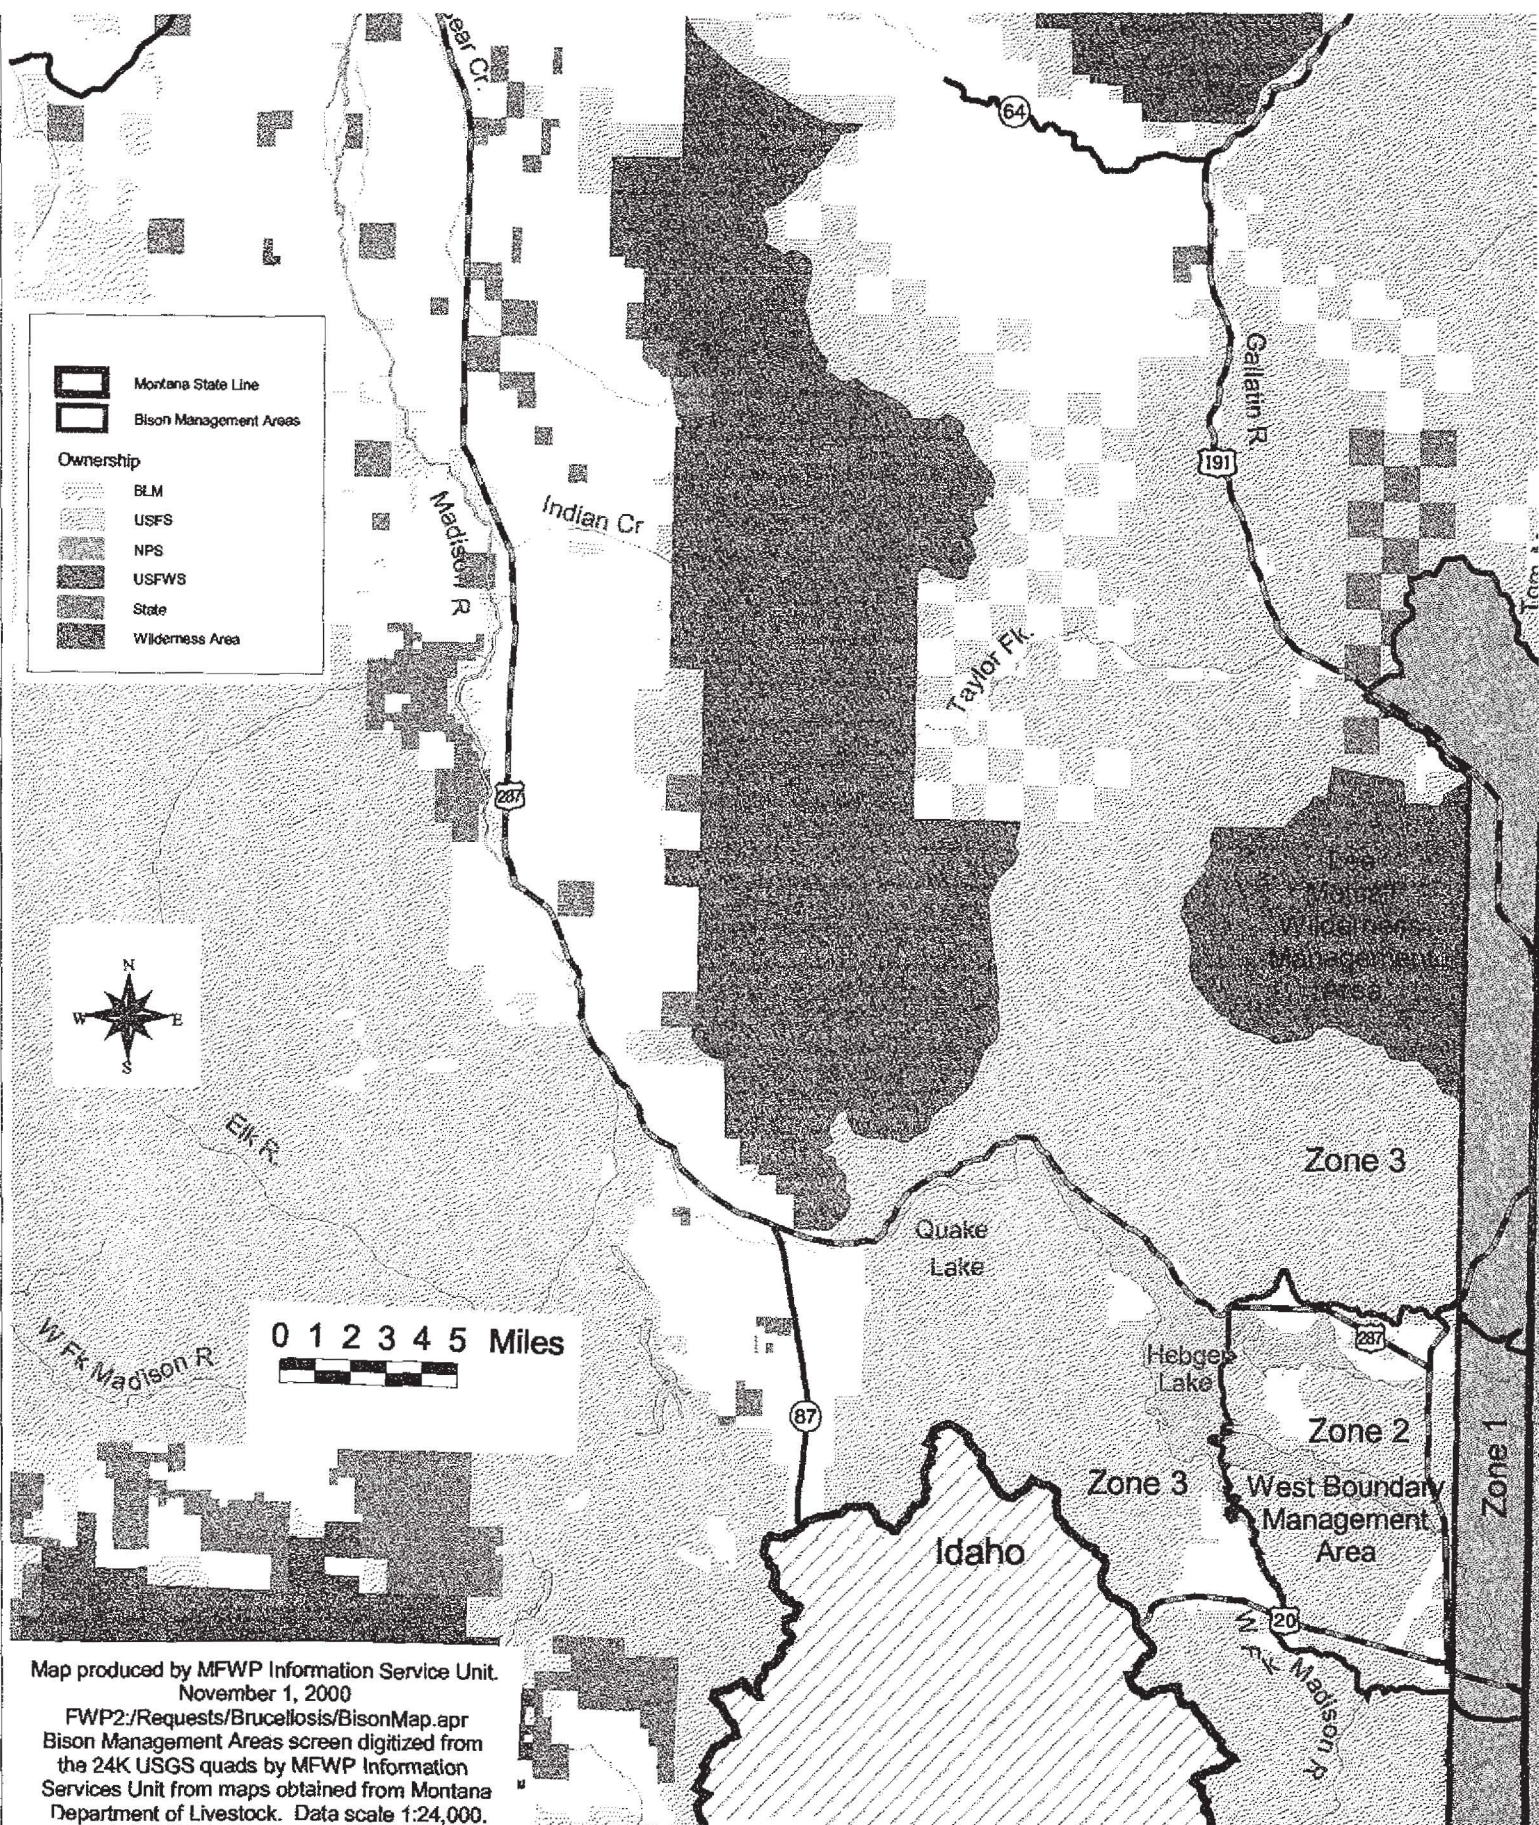 ear Cr.
64
Gallatin R.
191
Montana State Line
Bison Management Areas
Ownership
BLM
USFS
NPS
USFWS
State
Wilderness Area
Madison R
Indian Cr
Taylor Fk.
287
Lee
Metcalf
Wilderness
Management
Area
N
W E
S
Elk R.
Zone 3
Quake
Lake
W Fk Madison R
0 1 2 3 4 5 Miles
287
Hebgen
Lake
87
Zone 2
Zone 3
Zone 1
West Boundary
Management
Area
Idaho
20
W Fk Madison R
Map produced by MFWP Information Service Unit.
November 1, 2000
FWP2:/Requests/Brucellosis/BisonMap.apr
Bison Management Areas screen digitized from
the 24K USGS quads by MFWP Information
Services Unit from maps obtained from Montana
Department of Livestock. Data scale 1:24,000.